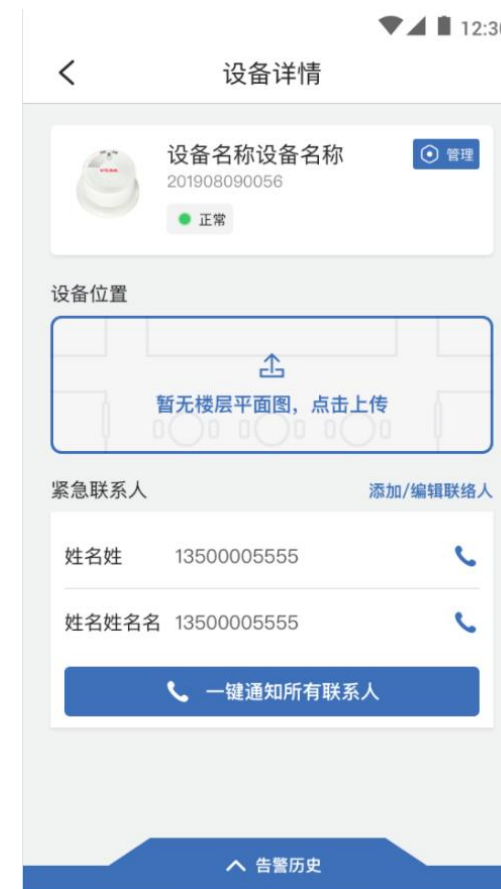 12:30
设备详情
设备名称设备名称
管理
201908090056
正常
设备位置
暂无楼层平面图，点击上传
紧急联系人
添加/编辑联络人
姓名姓 13500005555
姓名姓名名 13500005555
一键通知所有联系人
告警历史